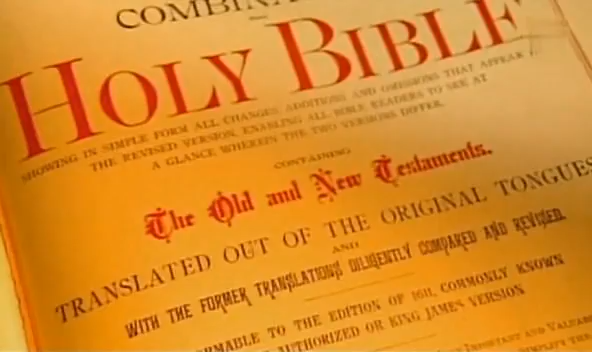 COMBINA
HOLY BIBLE
SHOWING IN SIMPLE FORM ALL CHANGES, ADDITIONS AND OMISSIONS THAT APPEAR
THE REVISED VERSION, ENABLING ALL BIBLE READERS TO SEE AT
A GLANCE WHEREIN THE TWO VERSIONS DIFFER.
CONTAINING
The Old and New Testaments.
TRANSLATED OUT OF THE ORIGINAL TONGUES
AND
WITH THE FORMER TRANSLATIONS DILIGENTLY COMPARED AND REVISED.
RMABLE TO THE EDITION OF 1611, COMMONLY KNOWN
AUTHORIZED OR KING JAMES VERSION
IMPORTANT AND VALUAB